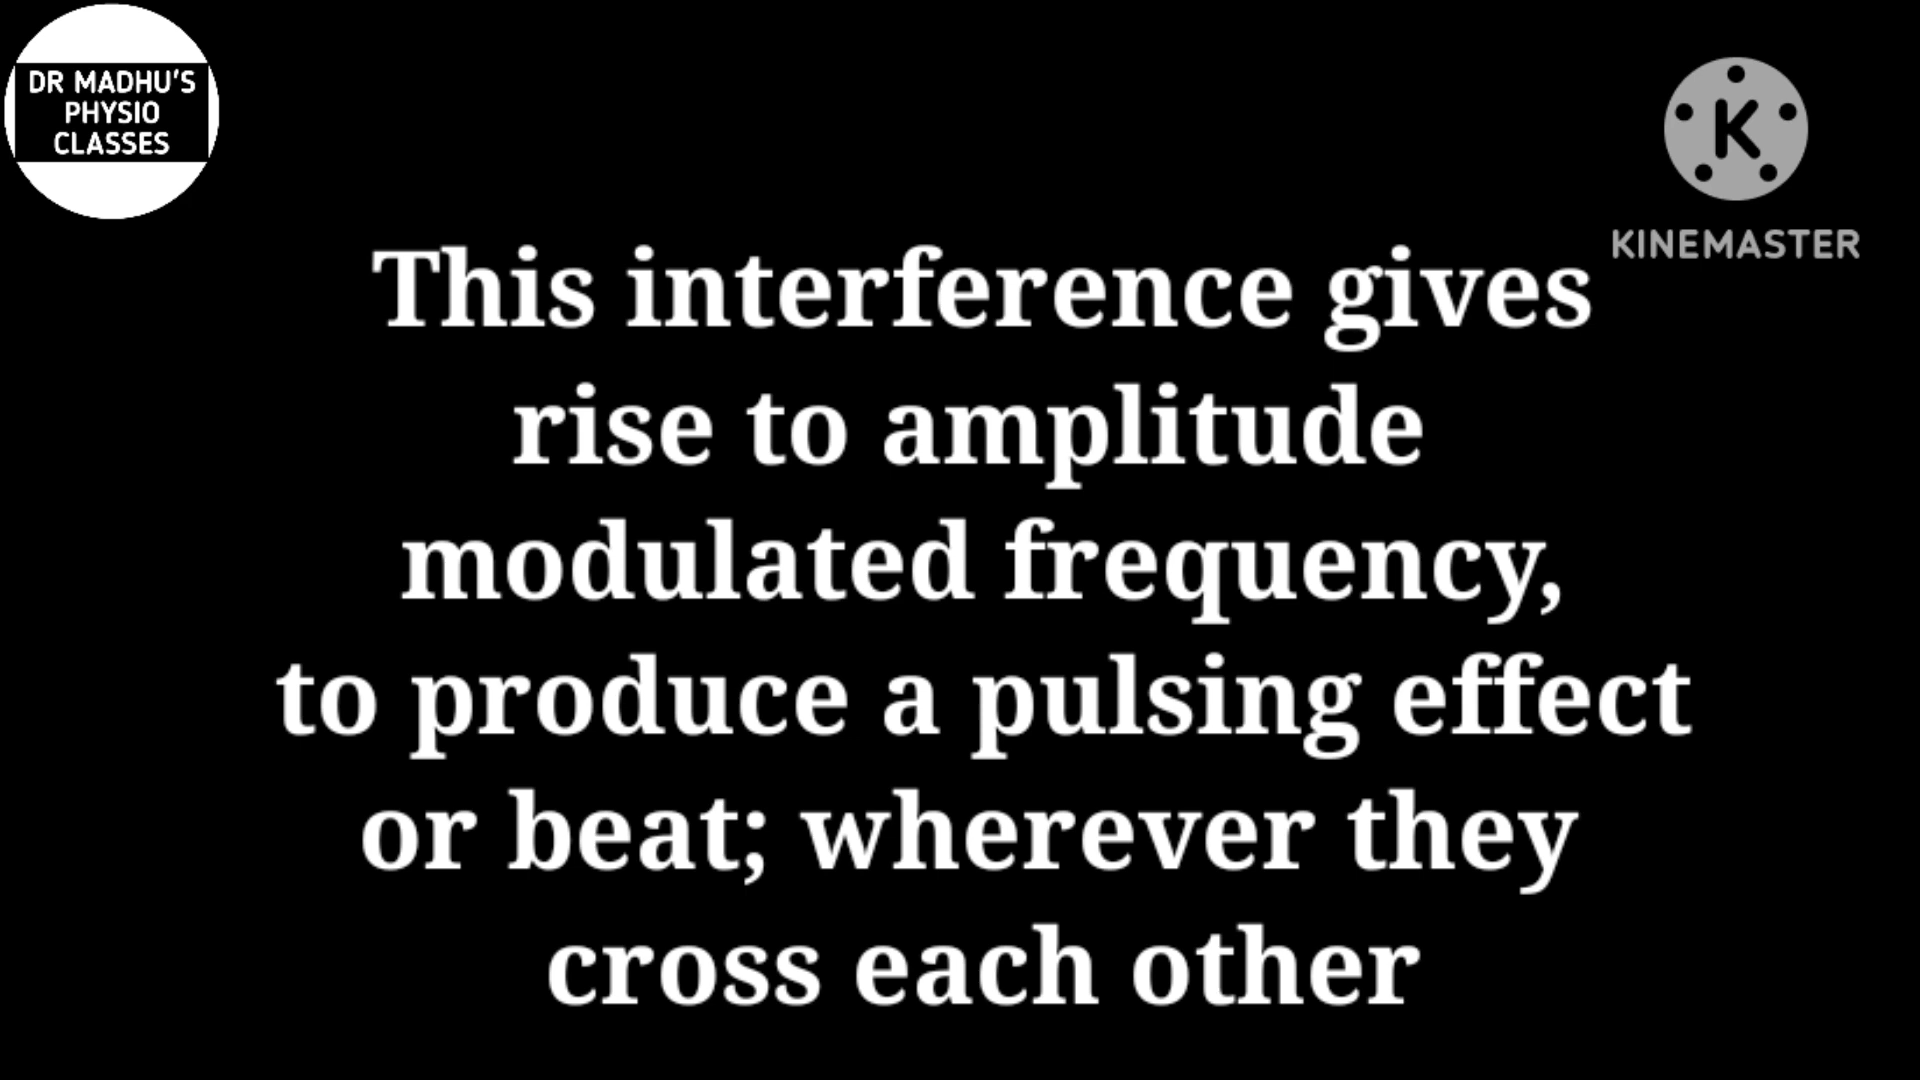 DR MADHU'S
PHYSIO
CLASSES
KINEMASTER
This interference gives
rise to amplitude
modulated frequency,
to produce a pulsing effect
or beat; wherever they
cross each other